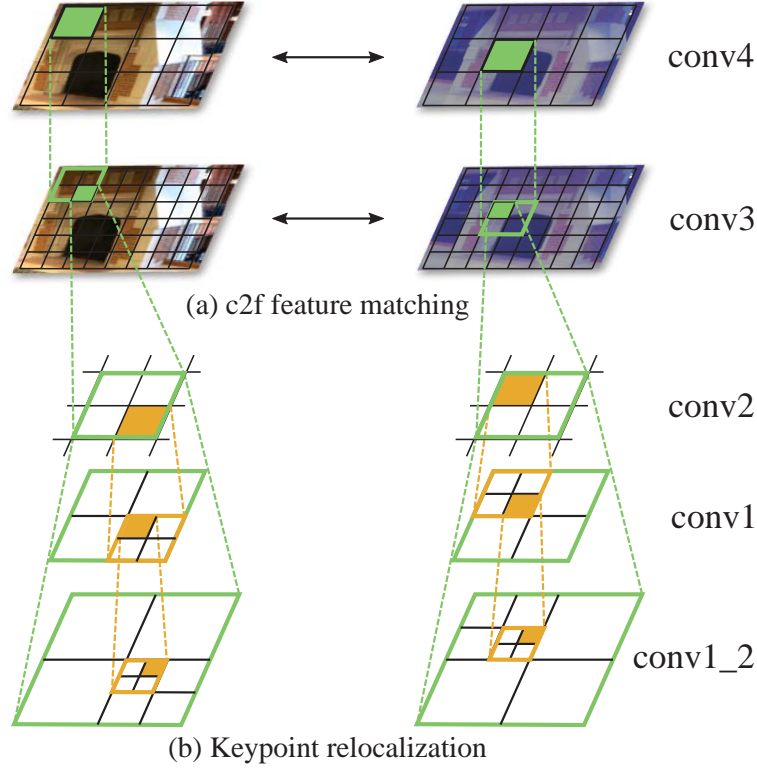 conv4
conv3
(a) c2f feature matching
conv2
conv1
conv1_2
(b) Keypoint relocalization